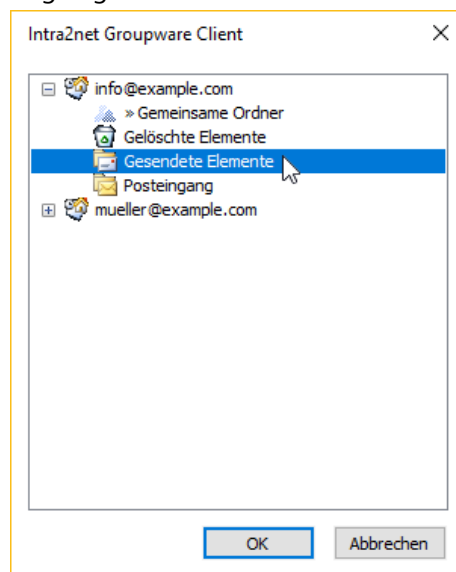 Intra2net Groupware Client
info@example.com
» Gemeinsame Ordner
Gelöschte Elemente
Gesendete Elemente
Posteingang
mueller@example.com
OK Abbrechen